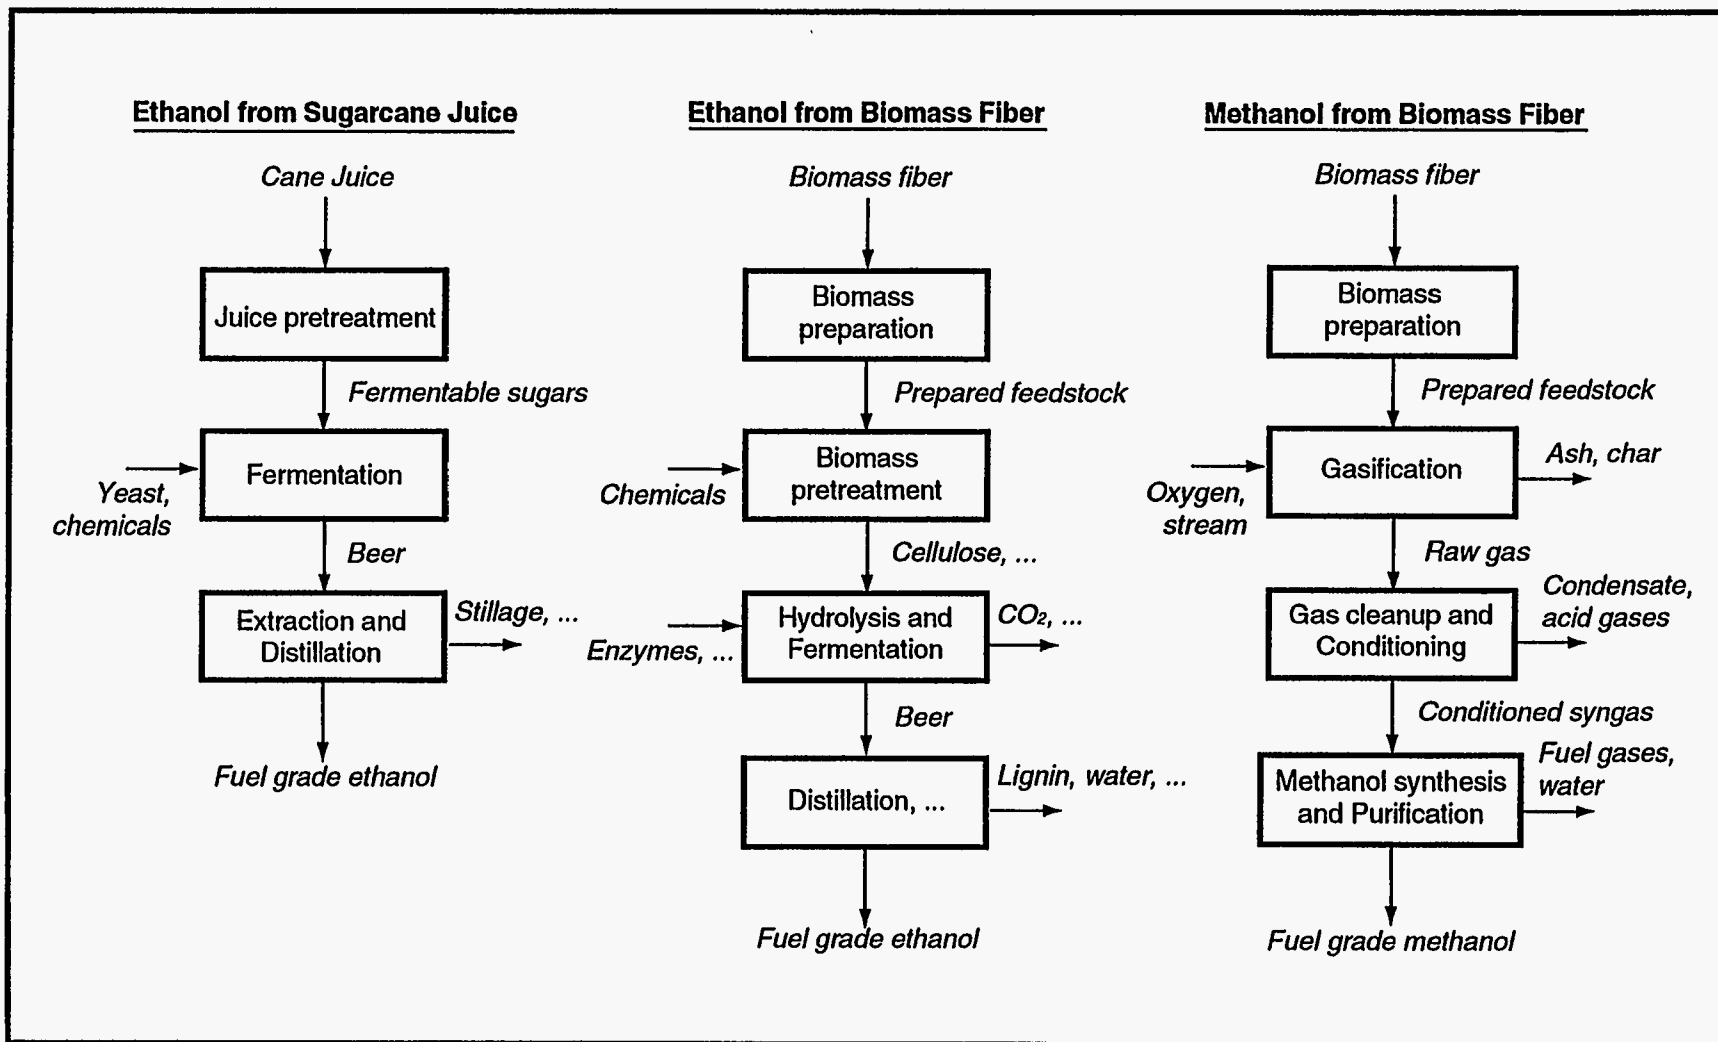 Ethanol from Sugarcane Juice
Cane Juice
Juice pretreatment
Fermentable sugars
Fermentation
Yeast,
chemicals
Beer
Extraction and
Distillation
Stillage, ...
Fuel grade ethanol
Ethanol from Biomass Fiber
Biomass fiber
Biomass
preparation
Prepared feedstock
Biomass
pretreatment
Chemicals
Cellulose, ...
Hydrolysis and
Fermentation
Enzymes, ...
CO₂, ...
Beer
Distillation, ...
Lignin, water, ...
Fuel grade ethanol
Methanol from Biomass Fiber
Biomass fiber
Biomass
preparation
Prepared feedstock
Gasification
Oxygen,
stream
Ash, char
Raw gas
Gas cleanup and
Conditioning
Condensate,
acid gases
Conditioned syngas
Methanol synthesis
and Purification
Fuel gases,
water
Fuel grade methanol